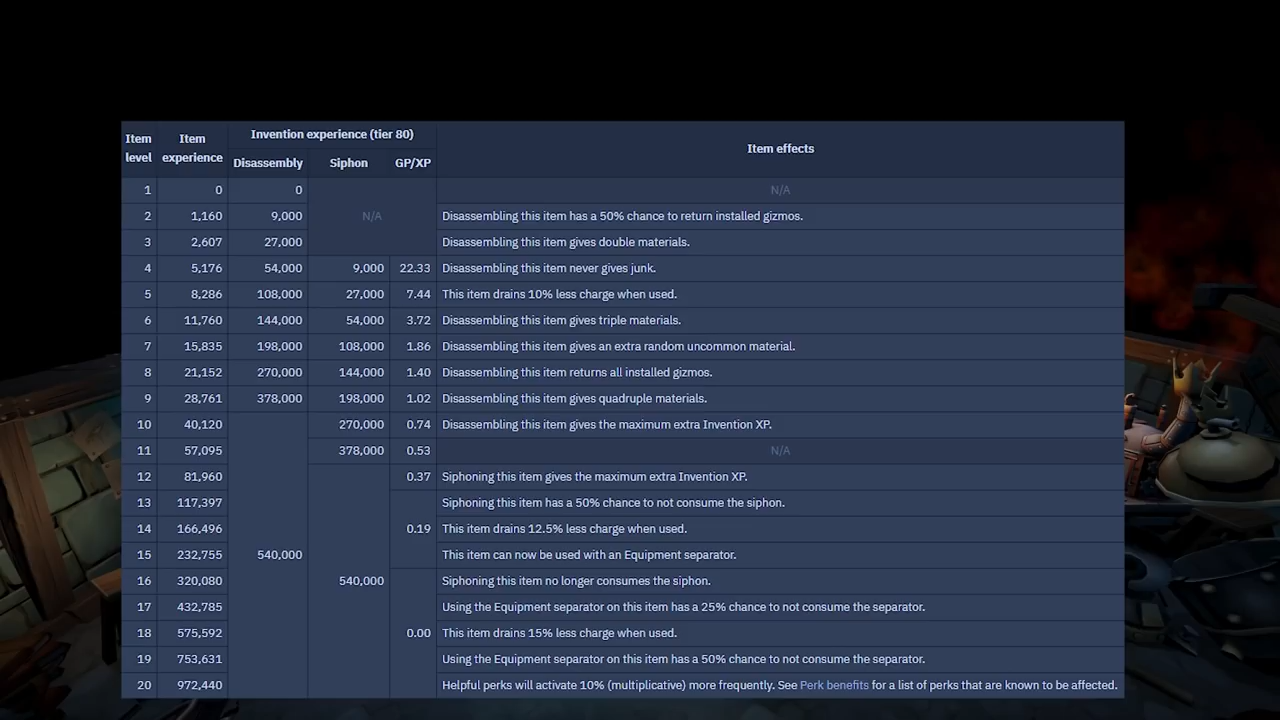 Item level Item experience Invention experience (tier 80) Item effects
Disassembly Siphon GP/XP
1 0 0 N/A N/A
2 1,160 9,000 Disassembling this item has a 50% chance to return installed gizmos.
3 2,607 27,000 Disassembling this item gives double materials.
4 5,176 54,000 9,000 22.33 Disassembling this item never gives junk.
5 8,286 108,000 27,000 7.44 This item drains 10% less charge when used.
6 11,760 144,000 54,000 3.72 Disassembling this item gives triple materials.
7 15,835 198,000 108,000 1.86 Disassembling this item gives an extra random uncommon material.
8 21,152 270,000 144,000 1.40 Disassembling this item returns all installed gizmos.
9 28,761 378,000 198,000 1.02 Disassembling this item gives quadruple materials.
10 40,120 540,000 270,000 0.74 Disassembling this item gives the maximum extra Invention XP.
11 57,095 378,000 0.53 N/A
12 81,960 540,000 0.37 Siphoning this item gives the maximum extra Invention XP.
13 117,397 0.19 Siphoning this item has a 50% chance to not consume the siphon.
14 166,496 This item drains 12.5% less charge when used.
15 232,755 This item can now be used with an Equipment separator.
16 320,080 0.00 Siphoning this item no longer consumes the siphon.
17 432,785 Using the Equipment separator on this item has a 25% chance to not consume the separator.
18 575,592 This item drains 15% less charge when used.
19 753,631 Using the Equipment separator on this item has a 50% chance to not consume the separator.
20 972,440 Helpful perks will activate 10% (multiplicative) more frequently. See Perk benefits for a list of perks that are known to be affected.